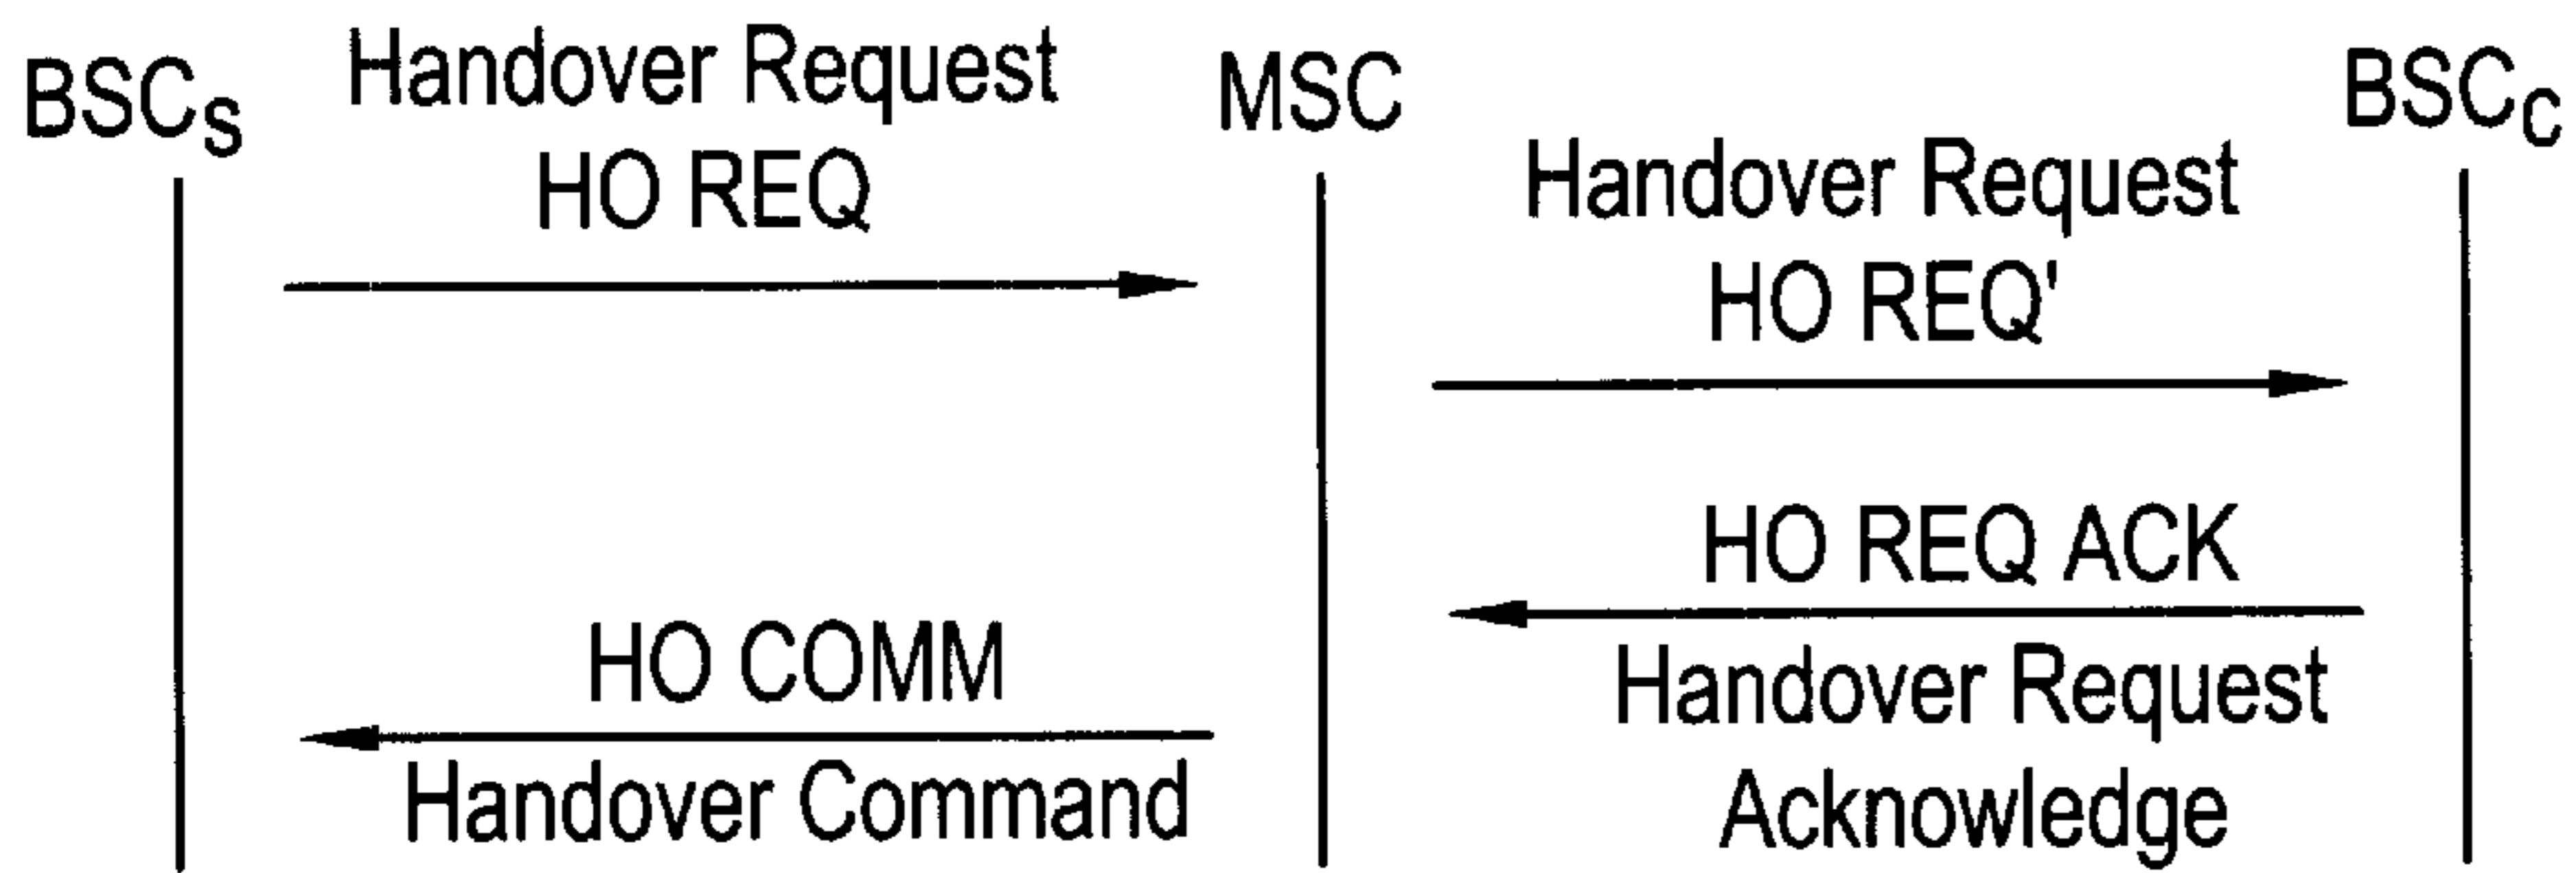 BSCS
Handover Request
HO REQ
MSC
BSCC
Handover Request
HO REQ'
HO REQ ACK
Handover Request
Acknowledge
HO COMM
Handover Command